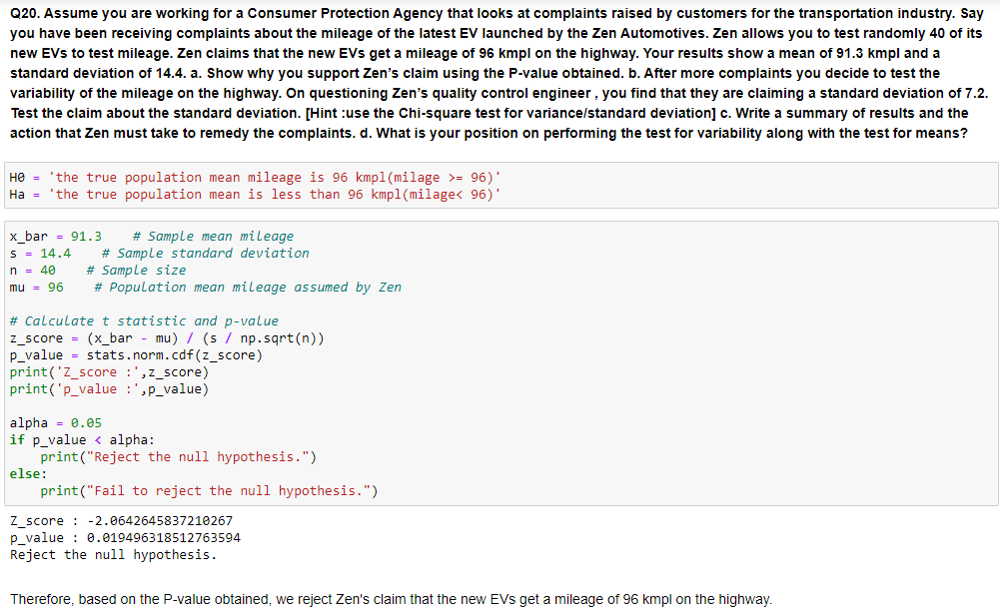 Q20. Assume you are working for a Consumer Protection Agency that looks at complaints raised by customers for the transportation industry. Say
you have been receiving complaints about the mileage of the latest EV launched by the Zen Automotives. Zen allows you to test randomly 40 of its
new EVs to test mileage. Zen claims that the new EVs get a mileage of 96 kmpl on the highway. Your results show a mean of 91.3 kmpl and a
standard deviation of 14.4. a. Show why you support Zen's claim using the P-value obtained. b. After more complaints you decide to test the
variability of the mileage on the highway. On questioning Zen's quality control engineer , you find that they are claiming a standard deviation of 7.2.
Test the claim about the standard deviation. [Hint :use the Chi-square test for variance/standard deviation] c. Write a summary of results and the
action that Zen must take to remedy the complaints. d. What is your position on performing the test for variability along with the test for means?
H0 = 'the true population mean mileage is 96 kmpl(milage >= 96)'
Ha = 'the true population mean is less than 96 kmpl(milage< 96)'
x_bar = 91.3    # Sample mean mileage
s = 14.4    # Sample standard deviation
n = 40    # Sample size
mu = 96    # Population mean mileage assumed by Zen
# Calculate t statistic and p-value
z_score = (x_bar - mu) / (s / np.sqrt(n))
p_value = stats.norm.cdf(z_score)
print('Z_score :',z_score)
print('p_value :',p_value)
alpha = 0.05
if p_value < alpha:
    print("Reject the null hypothesis.")
else:
    print("Fail to reject the null hypothesis.")
Z_score : -2.0642645837210267
p_value : 0.019496318512763594
Reject the null hypothesis.
Therefore, based on the P-value obtained, we reject Zen's claim that the new EVs get a mileage of 96 kmpl on the highway.